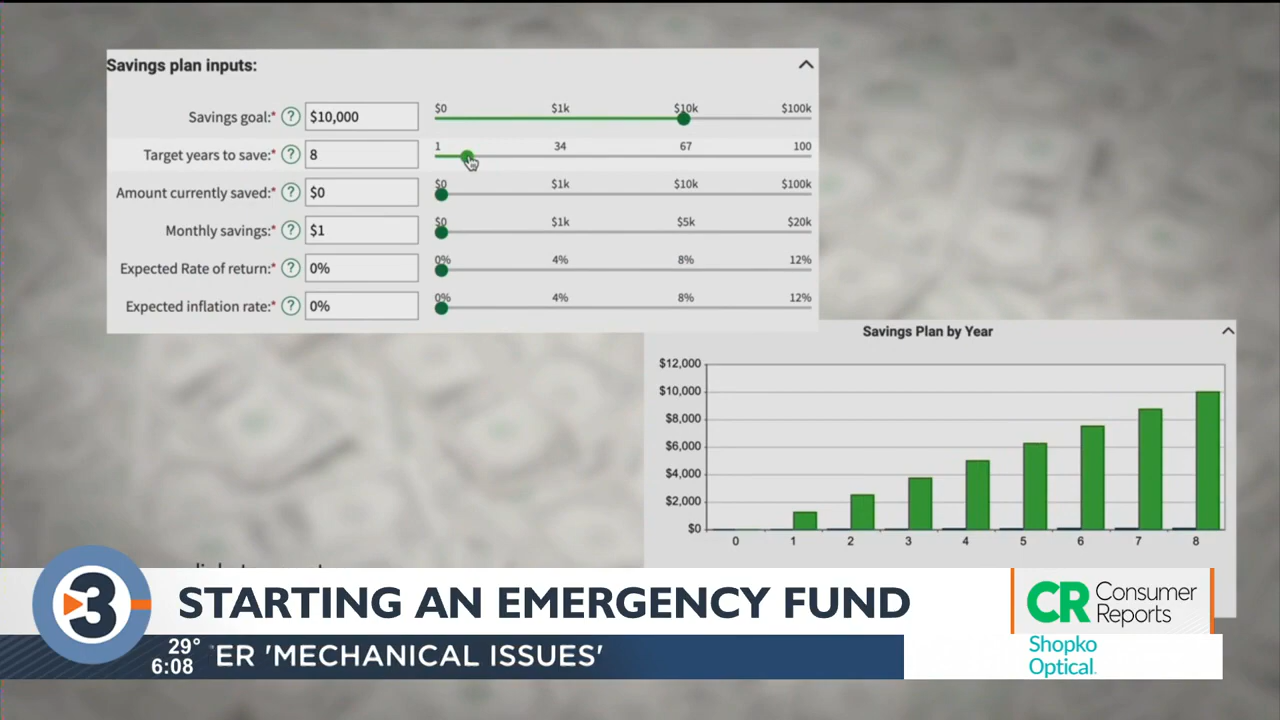 Savings plan inputs:
Savings goal:* ? $10,000 $0 $1k $10k $100k
Target years to save:* ? 8 1 34 67 100
Amount currently saved:* ? $0 $0 $1k $10k $100k
Monthly savings:* ? $1 $0 $1k $5k $20k
Expected Rate of return:* ? 0% 0% 4% 8% 12%
Expected inflation rate:* ? 0% 0% 4% 8% 12%
Savings Plan by Year
$12,000
$10,000
$8,000
$6,000
$4,000
$2,000
$0
0 1 2 3 4 5 6 7 8
3
STARTING AN EMERGENCY FUND
CR Consumer
Reports
29°
6:08
ER 'MECHANICAL ISSUES'
Shopko
Optical